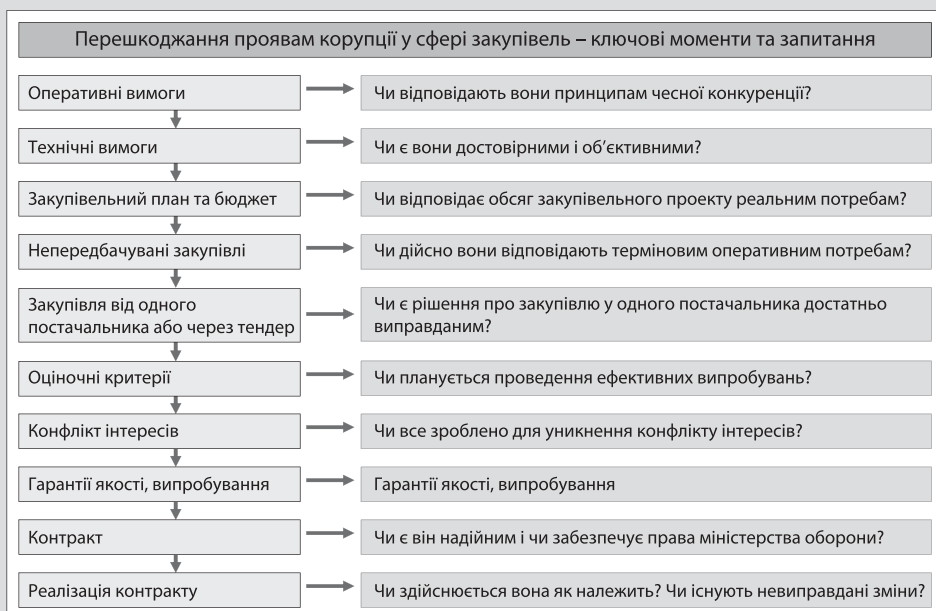 Перешкоджання проявам корупції у сфері закупівель – ключові моменти та запитання
Оперативні вимоги
Чи відповідають вони принципам чесної конкуренції?
Технічні вимоги
Чи є вони достовірними і об’єктивними?
Закупівельний план та бюджет
Чи відповідає обсяг закупівельного проекту реальним потребам?
Непередбачувані закупівлі
Чи дійсно вони відповідають терміновим оперативним потребам?
Закупівля від одного
постачальника або через тендер
Чи є рішення про закупівлю у одного постачальника достатньо
виправданим?
Оціночні критерії
Чи планується проведення ефективних випробувань?
Конфлікт інтересів
Чи все зроблено для уникнення конфлікту інтересів?
Гарантії якості, випробування
Гарантії якості, випробування
Контракт
Чи є він надійним і чи забезпечує права міністерства оборони?
Реалізація контракту
Чи здійснюється вона як належить? Чи існують невиправдані зміни?